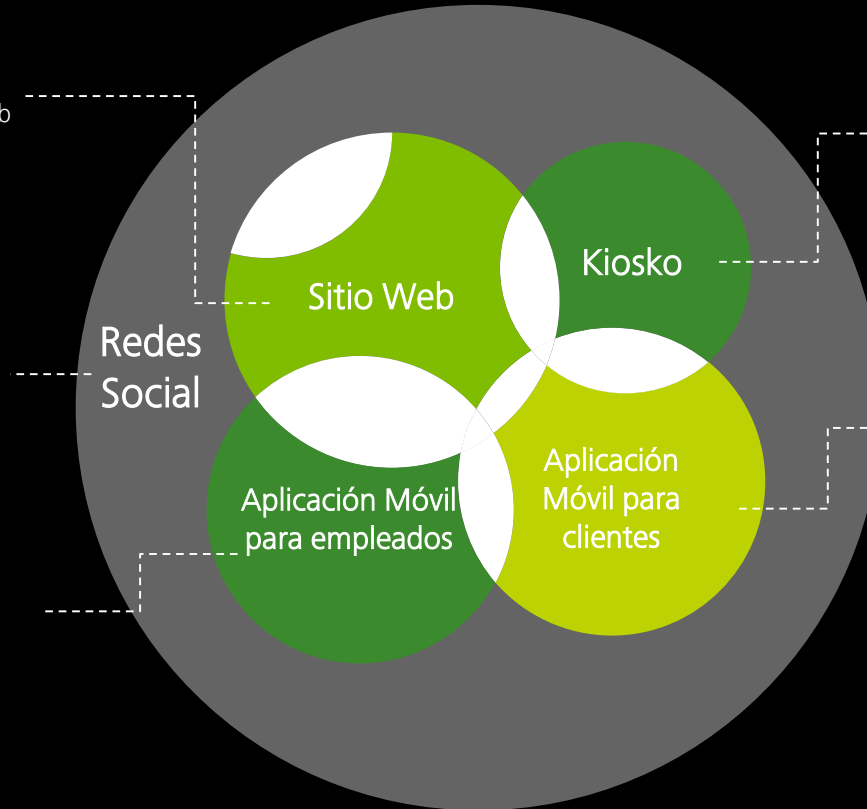 Sitio Web
Kiosko
Redes
Social
Aplicación Móvil
para empleados
Aplicación
Móvil para
clientes